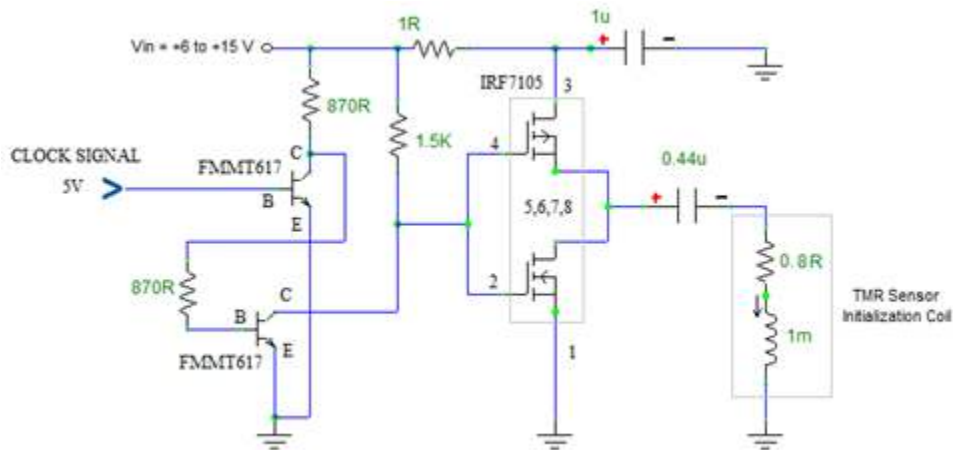 1R
1u
+
-
Vin = +6 to +15 V
IRF7105
3
870R
1.5K
4
CLOCK SIGNAL
5V
C
FMMT617
B
E
0.44u
+
-
5,6,7,8
870R
2
0.8R
C
B
E
TMR Sensor
Initialization Coil
1m
FMMT617
1